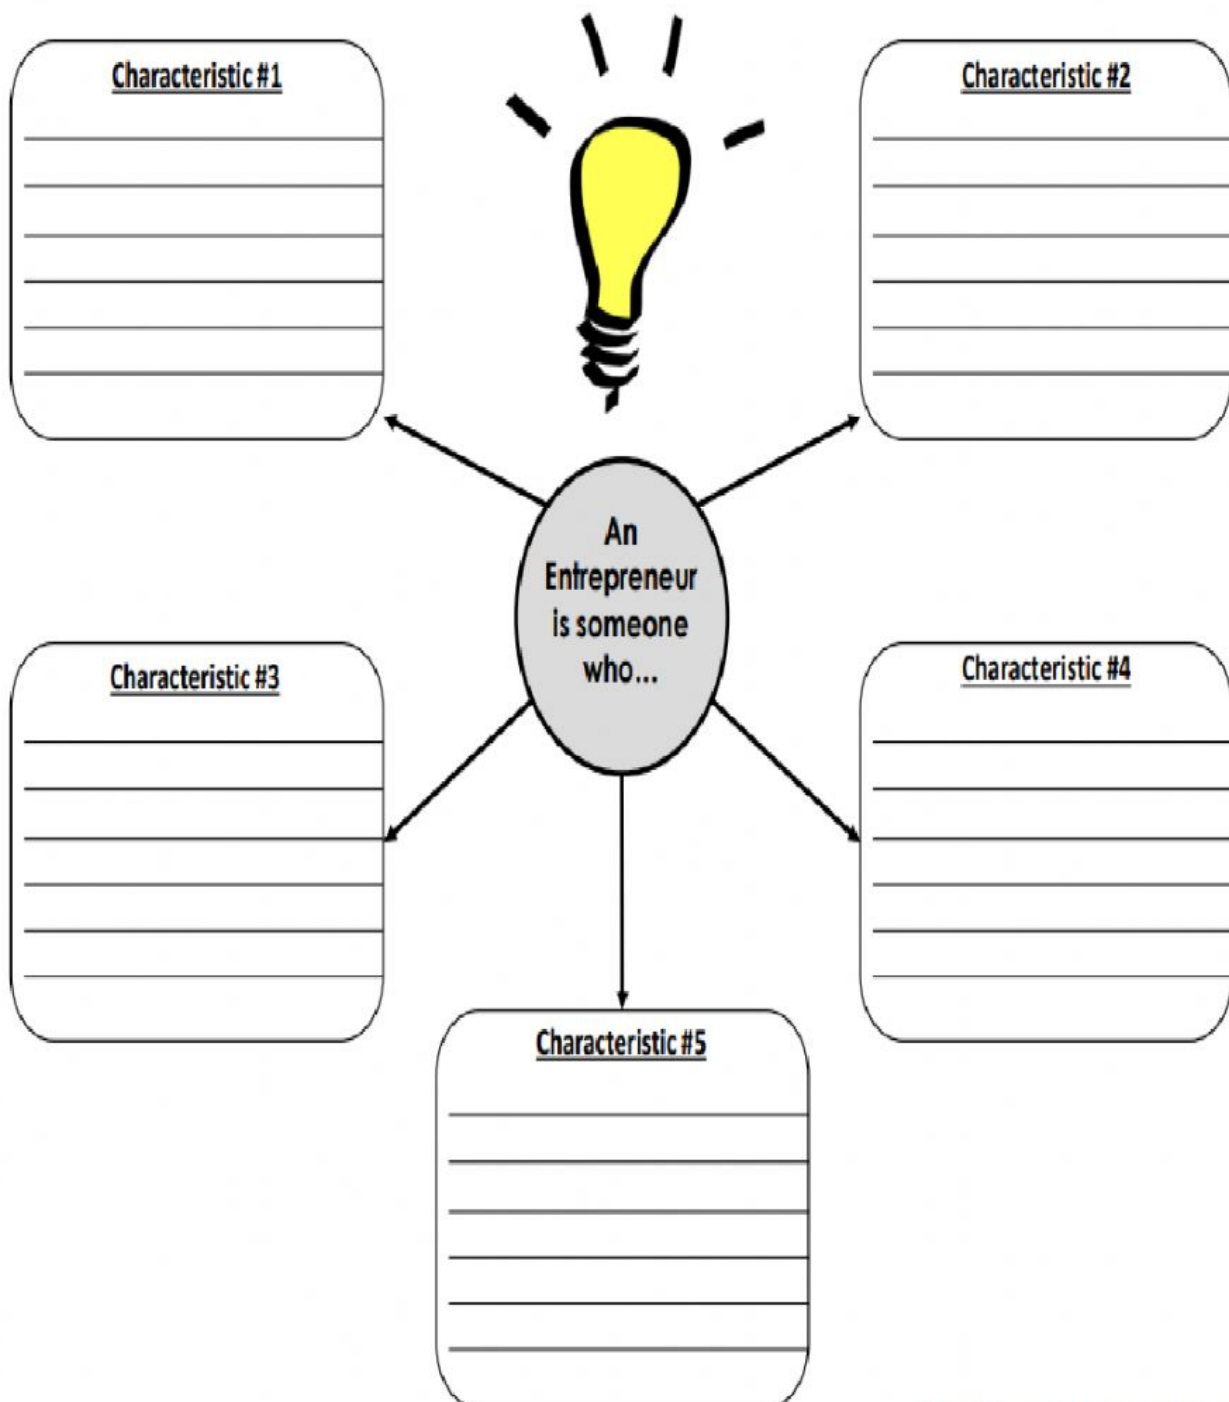 Characteristic #1
Characteristic #2
An
Entrepreneur
is someone
who...
Characteristic #3
Characteristic #4
Characteristic #5